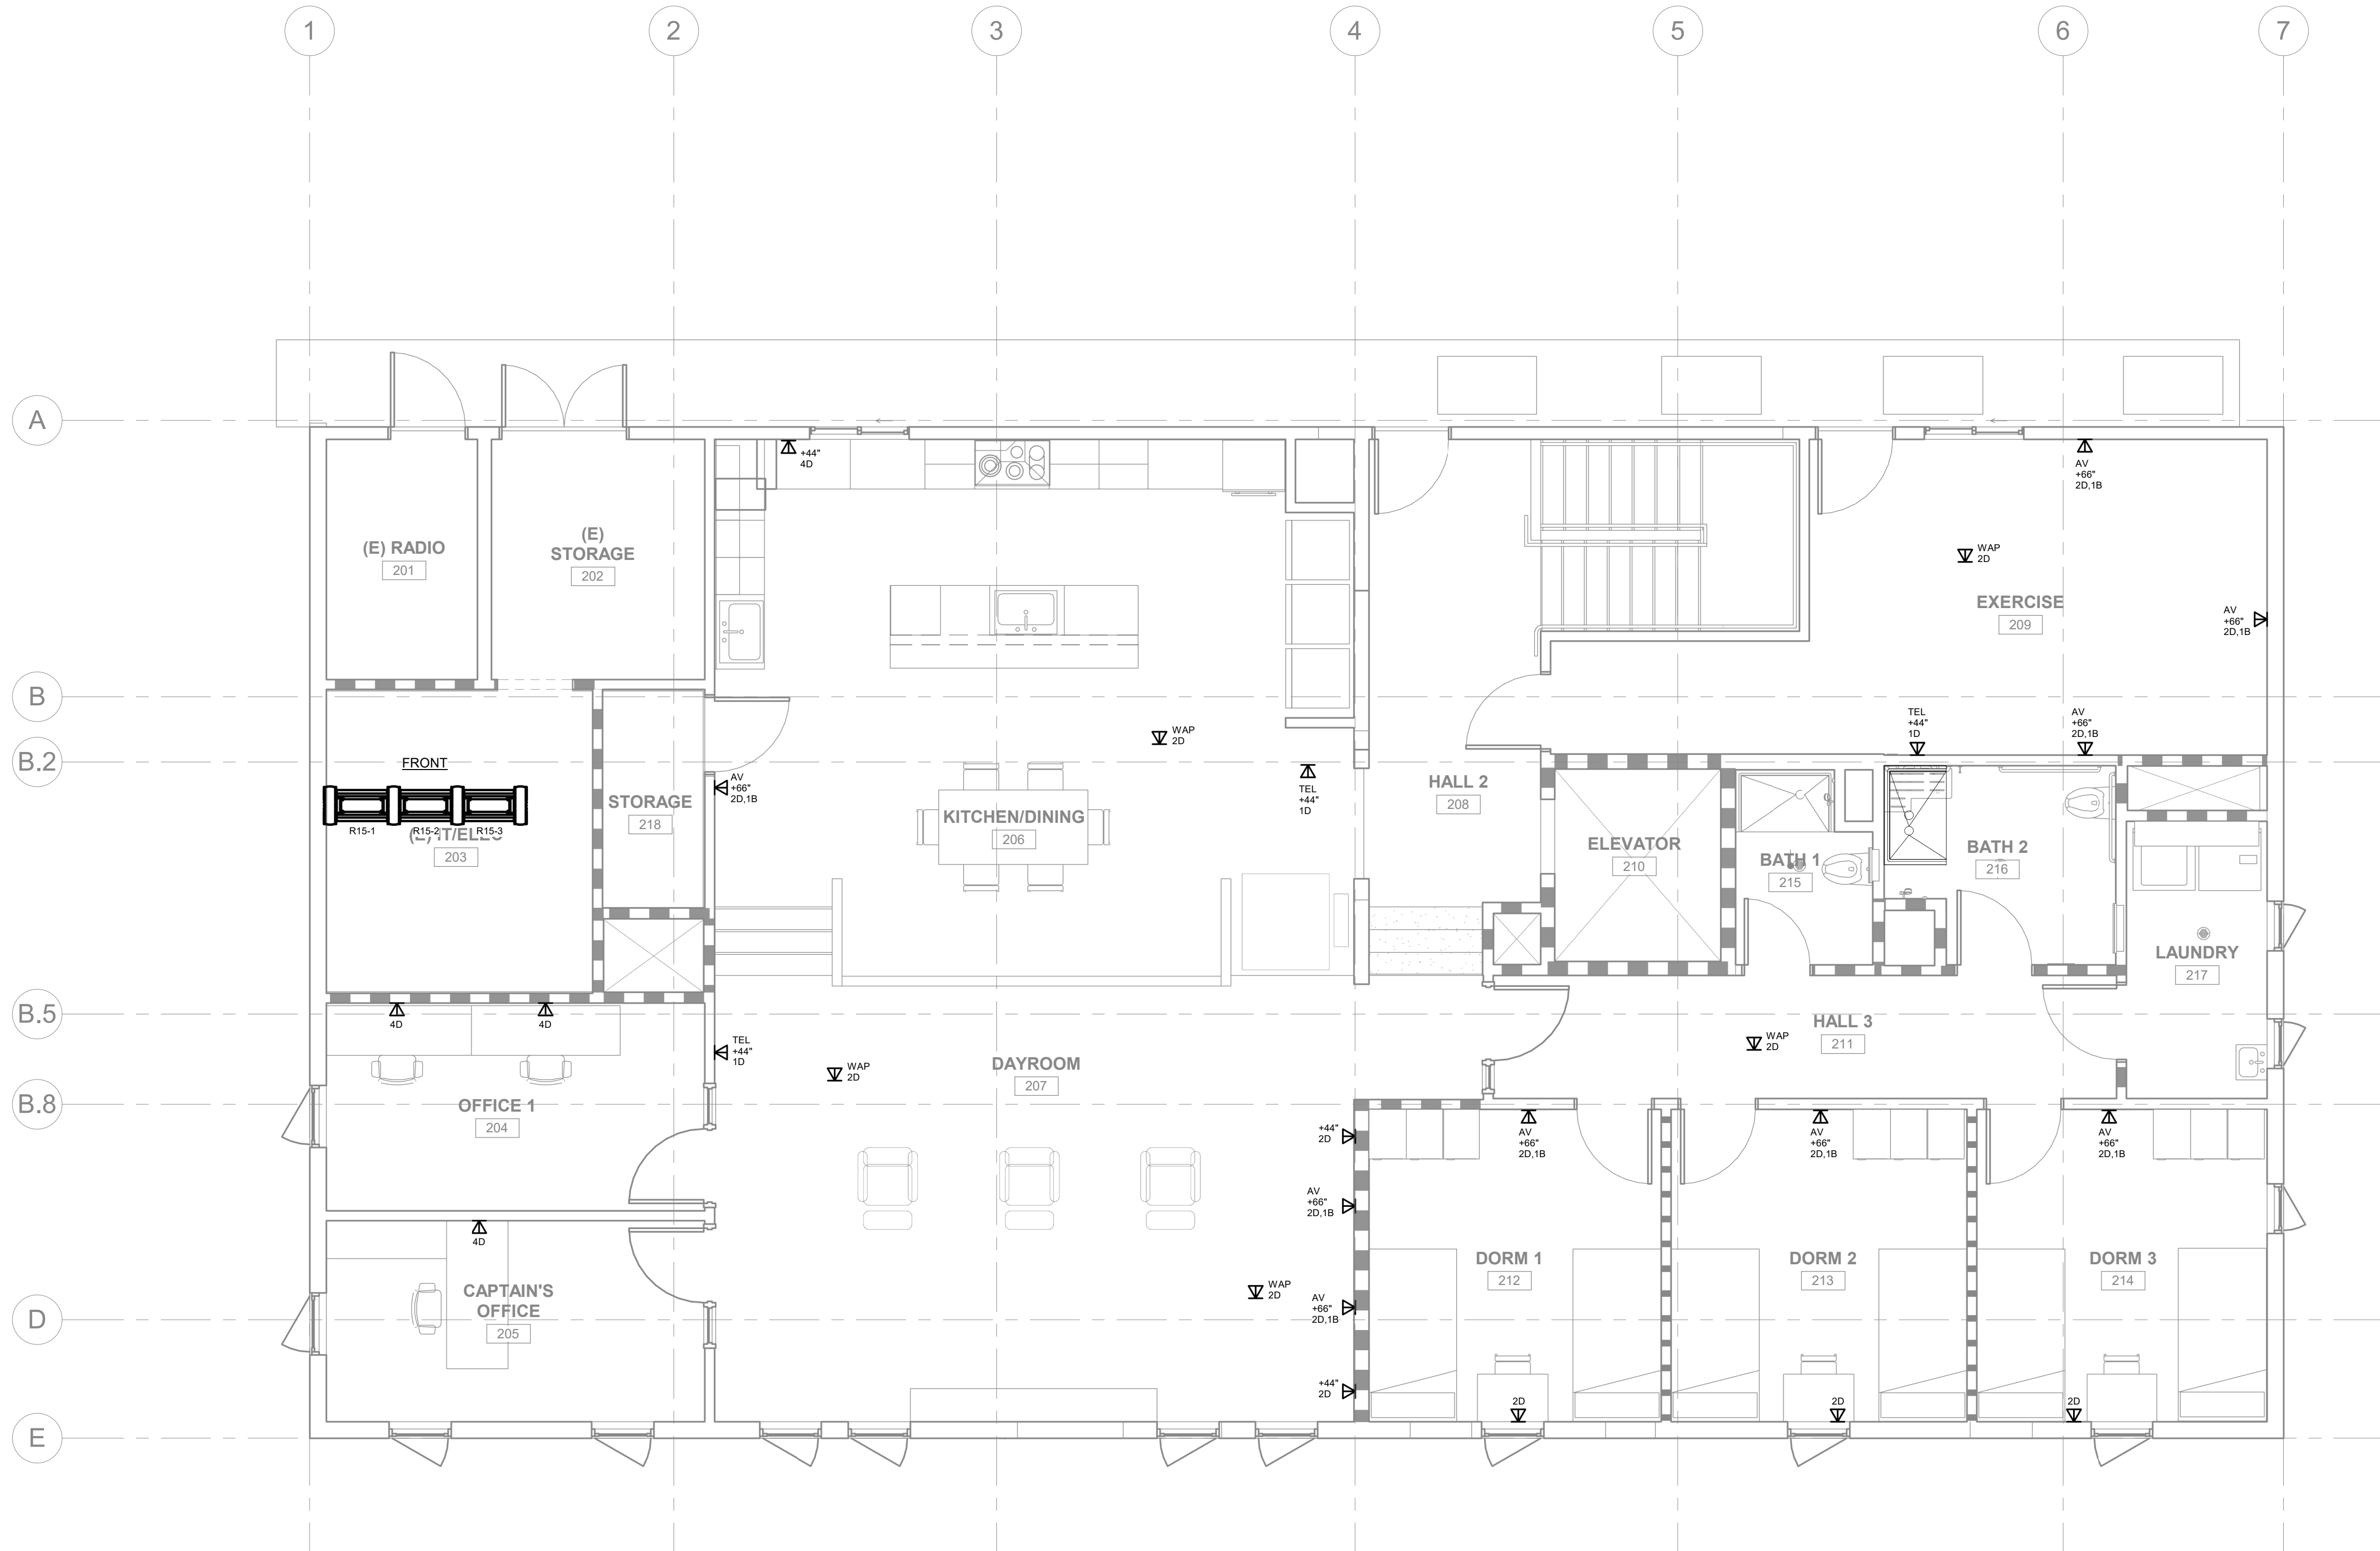 1
2
3
4
5
6
7
A
B
B.2
B.5
B.8
D
E
+44"
4D
AV
+66"
2D,1B
(E) RADIO
201
(E)
STORAGE
202
WAP
2D
EXERCISE
209
AV
+66"
2D,1B
TEL
+44"
1D
AV
+66"
2D,1B
WAP
2D
FRONT
R15-1
R15-2
R15-3
203
STORAGE
218
AV
+66"
2D,1B
KITCHEN/DINING
206
TEL
+44"
1D
HALL 2
208
ELEVATOR
210
BATH 1
215
BATH 2
216
LAUNDRY
217
4D
4D
TEL
+44"
1D
WAP
2D
DAYROOM
207
WAP
2D
HALL 3
211
OFFICE 1
204
+44"
2D
AV
+66"
2D,1B
AV
+66"
2D,1B
AV
+66"
2D,1B
AV
+66"
2D,1B
4D
CAPTAIN'S
OFFICE
205
WAP
2D
AV
+66"
2D,1B
+44"
2D
DORM 1
212
DORM 2
213
DORM 3
214
2D
2D
2D